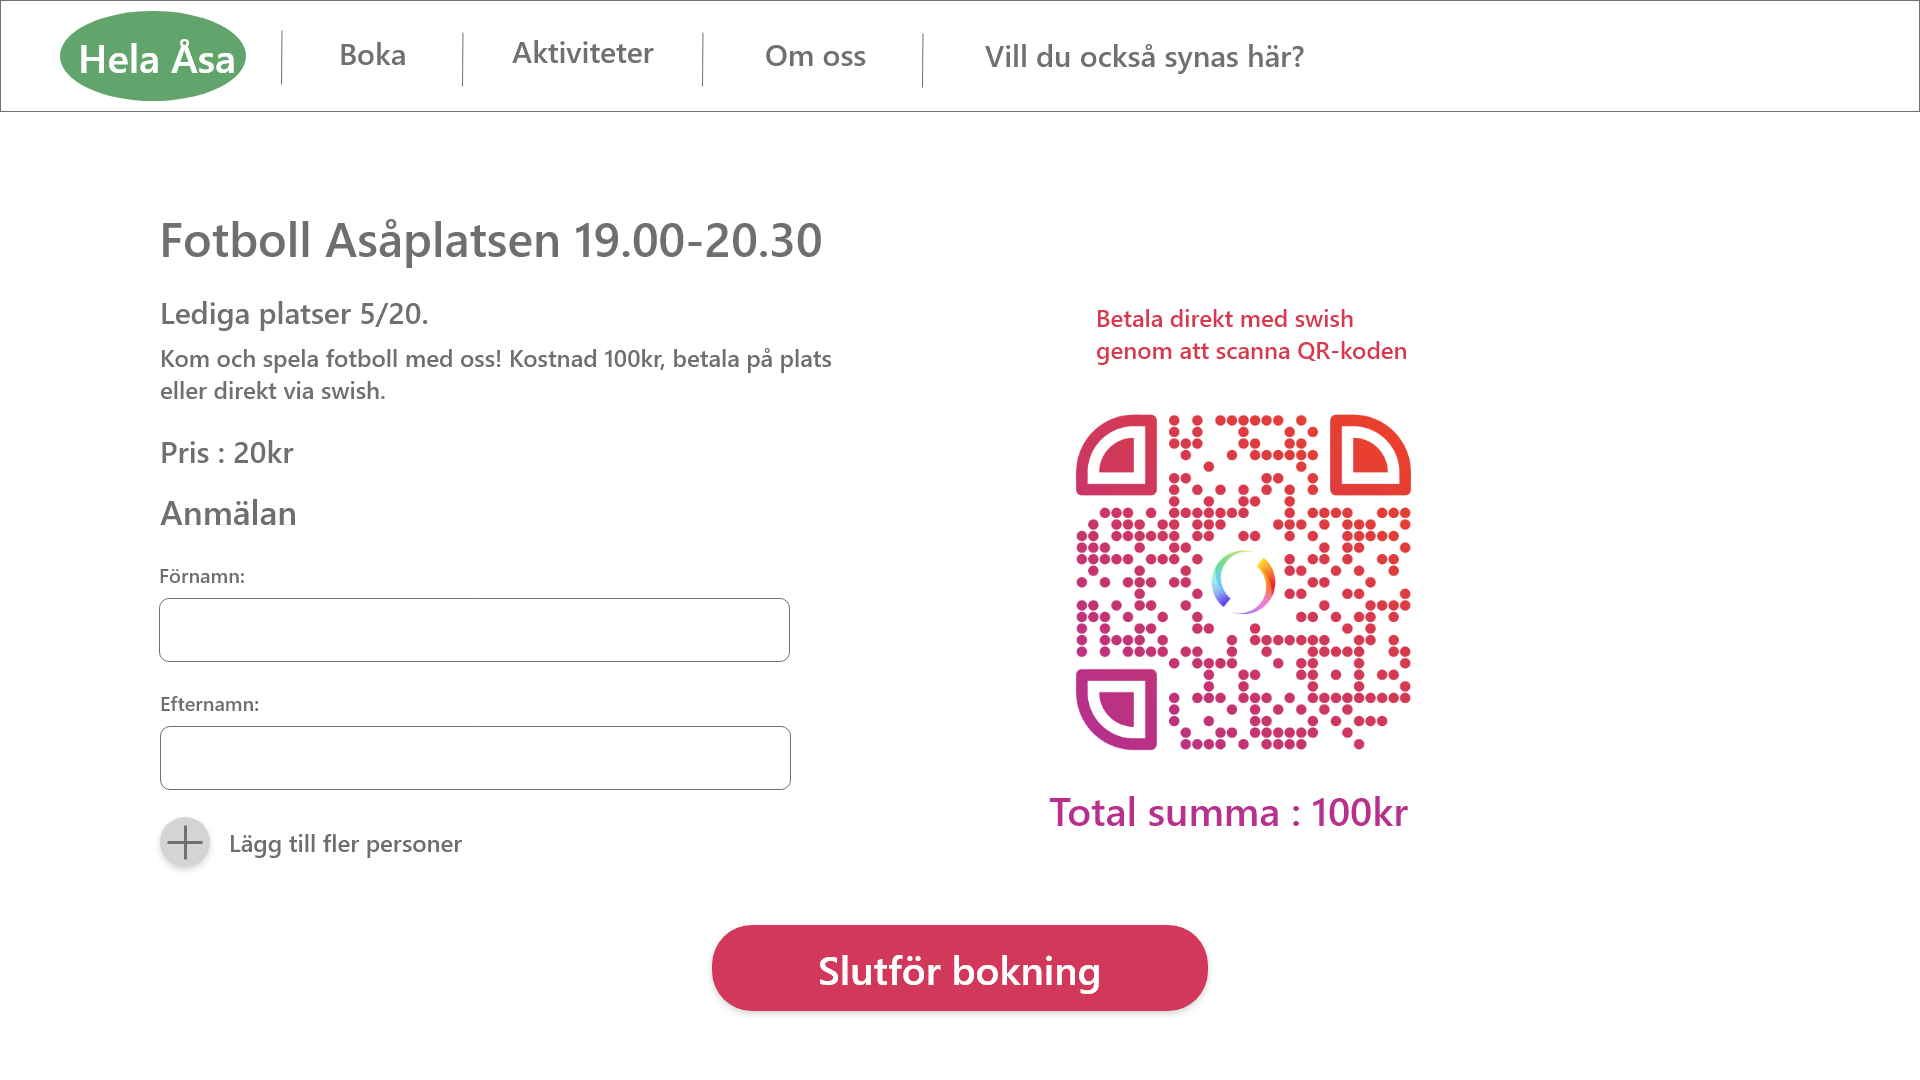 Hela Åsa
Boka
Aktiviteter
Om oss
Vill du också synas här?
Fotboll Asåplatsen 19.00-20.30
Lediga platser 5/20.
Kom och spela fotboll med oss! Kostnad 100kr, betala på plats
eller direkt via swish.
Pris : 20kr
Anmälan
Förnamn:
Efternamn:
Lägg till fler personer
Betala direkt med swish
genom att scanna QR-koden
Total summa : 100kr
Slutför bokning